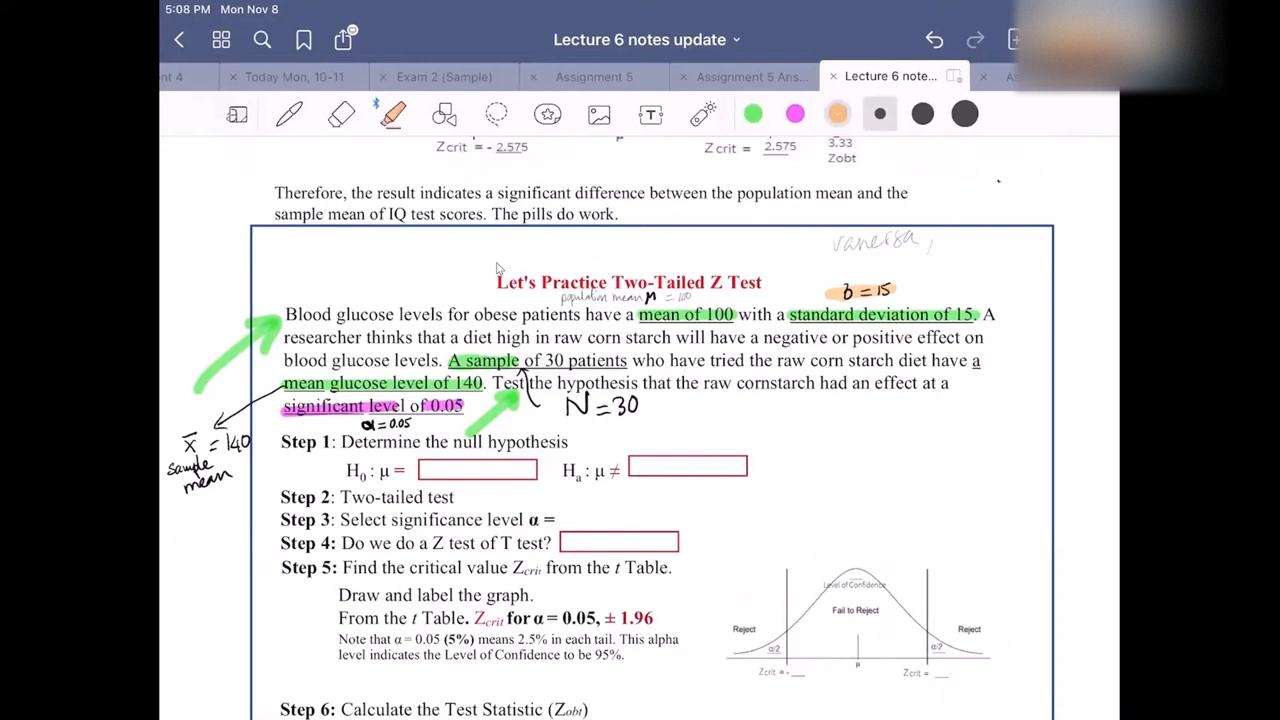 5:08 PM Mon Nov 8
Lecture 6 notes update
nt 4
Today Mon, 10-11
Exam 2 (Sample)
Assignment 5
Assignment 5 Ans...
Lecture 6 note...
Z crit = - 2.575
μ
Z crit = 2.575
3.33
Zobt
Therefore, the result indicates a significant difference between the population mean and the
sample mean of IQ test scores. The pills do work.
vanessa,
Let's Practice Two-Tailed Z Test
population mean μ = 100
= 15
Blood glucose levels for obese patients have a mean of 100 with a standard deviation of 15. A
researcher thinks that a diet high in raw corn starch will have a negative or positive effect on
blood glucose levels. A sample of 30 patients who have tried the raw corn starch diet have a
mean glucose level of 140. Test the hypothesis that the raw cornstarch had an effect at a
significant level of 0.05
N = 30
α = 0.05
x̄ = 140
sample
mean
Step 1: Determine the null hypothesis
H₀ : μ =
Hₐ : μ ≠
Step 2: Two-tailed test
Step 3: Select significance level α =
Step 4: Do we do a Z test of T test?
Step 5: Find the critical value Zcrit from the t Table.
Draw and label the graph.
From the t Table. Zcrit for α = 0.05, ± 1.96
Note that α = 0.05 (5%) means 2.5% in each tail. This alpha
level indicates the Level of Confidence to be 95%.
Level of Confidence
Fail to Reject
Reject
Reject
α/2
α/2
μ
Zcrit = - __
Zcrit = __
Step 6: Calculate the Test Statistic (Zobt)